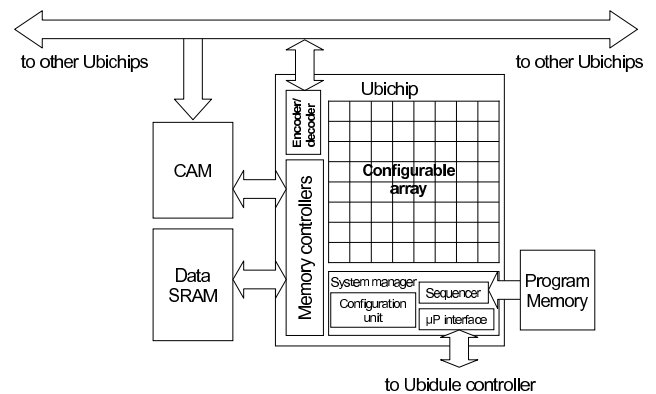 to other Ubichips
to other Ubichips
Ubichip
Encoder/
decoder
CAM
Configurable
array
Memory controllers
Data
SRAM
System manager
Sequencer
Configuration
unit
µP interface
Program
Memory
to Ubidule controller